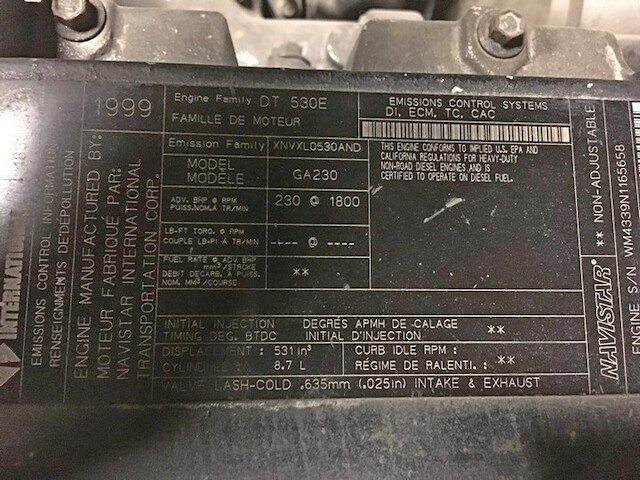 INTERNATIONAL
EMISSIONS CONTROL INFORMATION
RENSEIGNEMENTS DEDÉPOLLUTION
ENGINE MANUFACTURED BY:
MOTEUR FABRIQUÉ PAR:
NAVISTAR INTERNATIONAL
TRANSPORTATION CORP.
1999
Engine Family DT 530E
FAMILLE DE MOTEUR
Emission Family XNVXL0530AND
MODEL
MODÈLE GA230
ADV. BHP @ RPM
PUISS.NOM.À TR/MIN 230 @ 1800
LB-FT TORQ. @ RPM
COUPLE LB-PI À TR/MIN ---- @ ----
FUEL RATE @ ADV BHP
mm³/STROKE
DEBIT DECARB. A PUISS.
NOM. MM³/COURSE **
INITIAL INJECTION DEGRÉS APMH DE CALAGE
TIMING DEG. BTDC INITIAL D'INJECTION **
DISPLACEMENT : 531 in³ CURB IDLE RPM :
8.7 L RÉGIME DE RALENTI. : **
VALVE LASH-COLD .635mm (.025in) INTAKE & EXHAUST
EMISSIONS CONTROL SYSTEMS
DI, ECM, TC, CAC
THIS ENGINE CONFORMS TO IMPLIED U.S. EPA AND
CALIFORNIA REGULATIONS FOR HEAVY-DUTY
NON-ROAD DIESEL ENGINES.AND IS
CERTIFIED TO OPERATE ON DIESEL FUEL.
** NON-ADJUSTABLE
NAVISTAR
ENGINE S/N WM4339N1165658